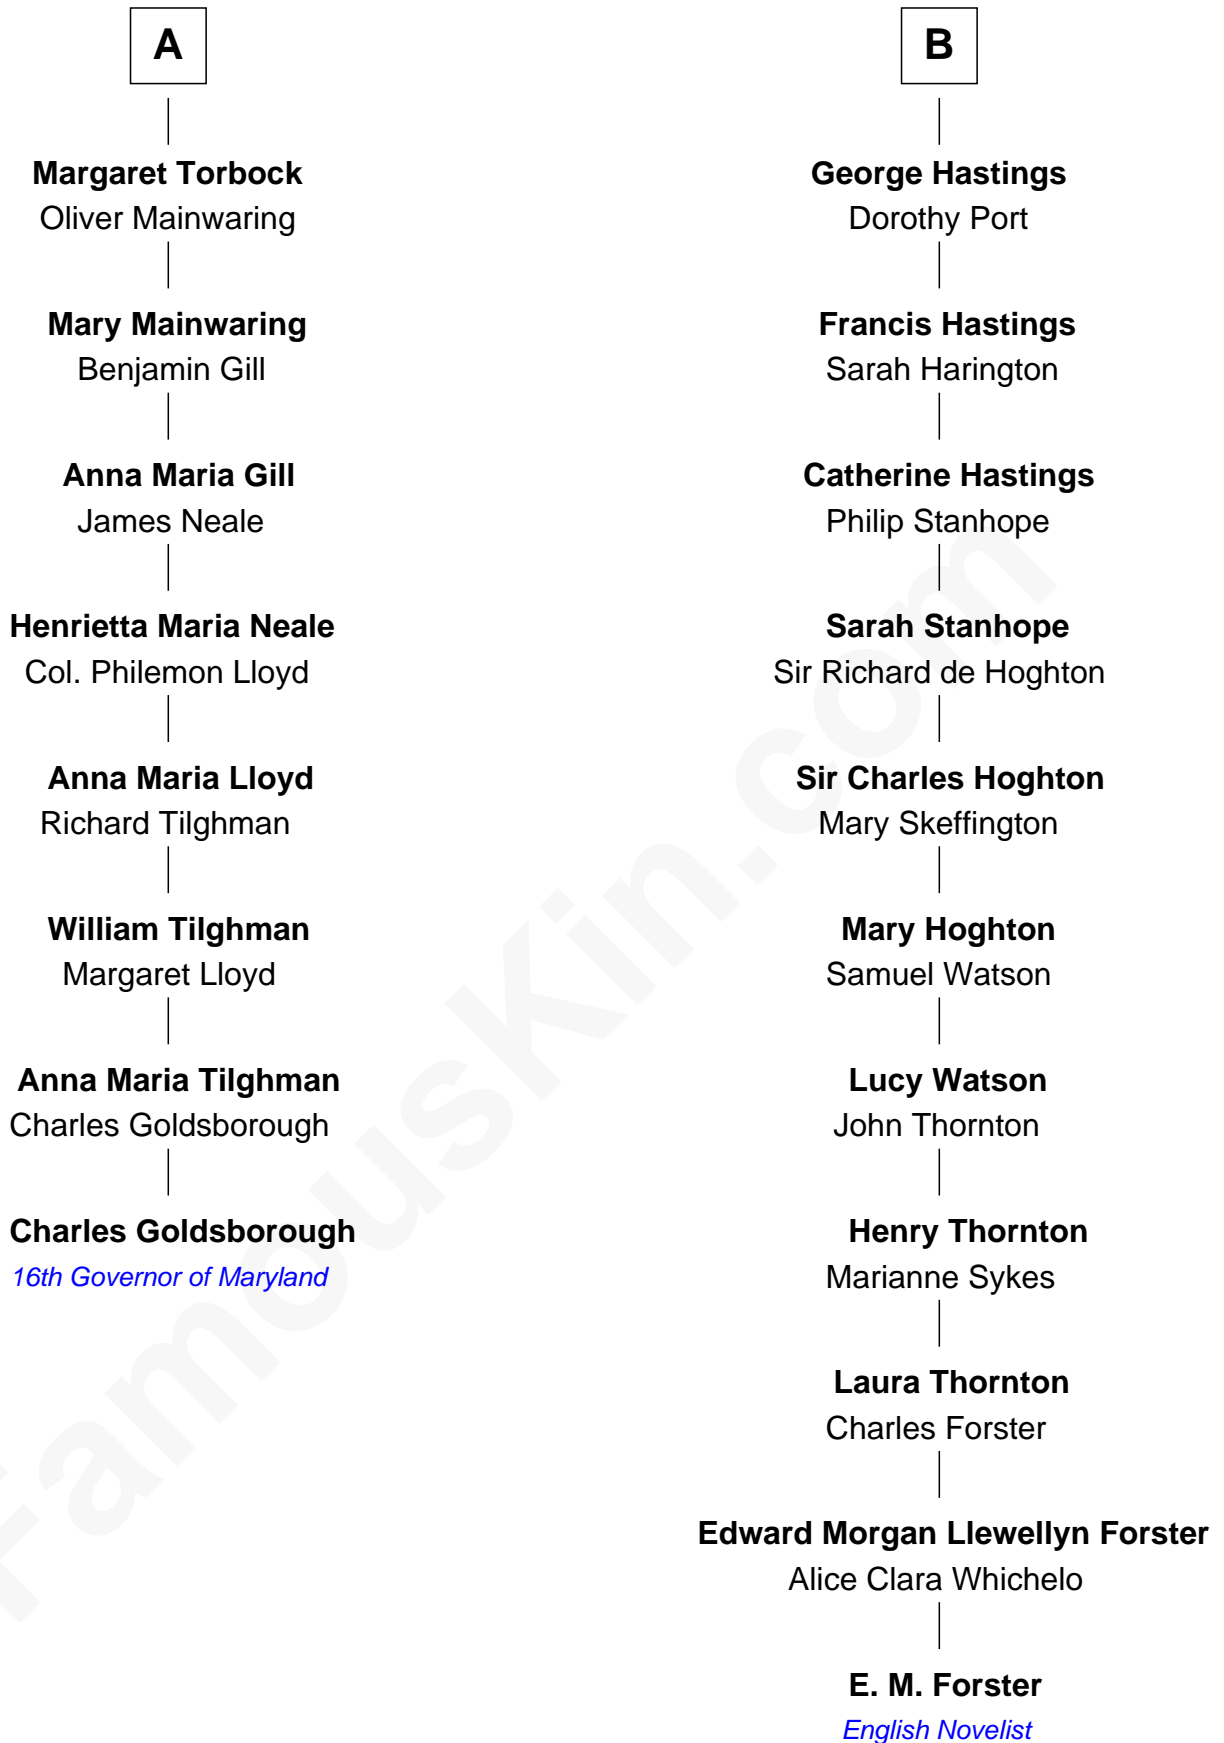 A
Margaret Torbock
Oliver Mainwaring
Mary Mainwaring
Benjamin Gill
Anna Maria Gill
James Neale
Henrietta Maria Neale
Col. Philemon Lloyd
Anna Maria Lloyd
Richard Tilghman
William Tilghman
Margaret Lloyd
Anna Maria Tilghman
Charles Goldsborough
Charles Goldsborough
16th Governor of Maryland
B
George Hastings
Dorothy Port
Francis Hastings
Sarah Harington
Catherine Hastings
Philip Stanhope
Sarah Stanhope
Sir Richard de Hoghton
Sir Charles Hoghton
Mary Skeffington
Mary Hoghton
Samuel Watson
Lucy Watson
John Thornton
Henry Thornton
Marianne Sykes
Laura Thornton
Charles Forster
Edward Morgan Llewellyn Forster
Alice Clara Whichelo
E. M. Forster
English Novelist
FamousKin.com